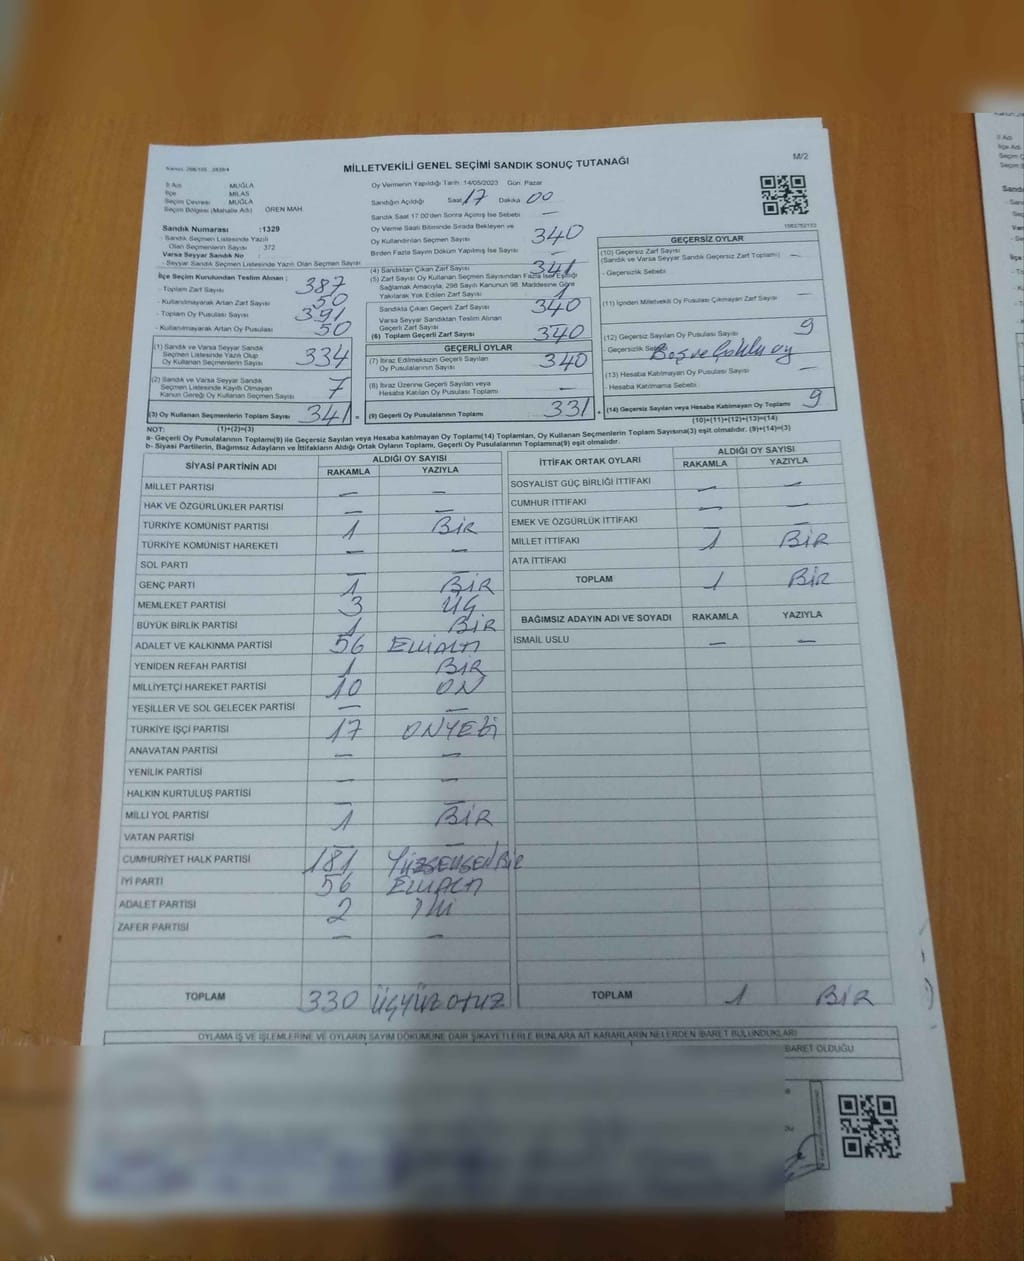 MİLLETVEKİLİ GENEL SEÇİMİ SANDIK SONUÇ TUTANAĞI
M/2
İl Adı MUĞLA
İlçe MİLAS
Seçim Çevresi MUĞLA
Seçim Bölgesi (Mahalle Adı) ÖREN MAH.
Sandık Numarası :1329
- Sandık Seçmen Listesinde Yazılı
Olan Seçmenlerin Sayısı : 372
Varsa Seyyar Sandık No :
- Seyyar Sandık Seçmen Listesinde Yazılı Olan Seçmen Sayısı
İlçe Seçim Kurulundan Teslim Alınan ;
- Toplam Zarf Sayısı 387
- Kullanılmayarak Artan Zarf Sayısı 50
- Toplam Oy Pusulası Sayısı 391
- Kullanılmayarak Artan Oy Pusulası 50
(1) Sandık ve Varsa Seyyar Sandık
Seçmen Listesinde Yazılı Olup
Oy Kullanan Seçmenlerin Sayısı 334
(2) Sandık ve Varsa Seyyar Sandık
Seçmen Listesinde Kayıtlı Olmayan
Kanun Gereği Oy Kullanan Seçmenlerin Sayısı 7
(3) Oy Kullanan Seçmenlerin Toplam Sayısı 341 =
Oy Vermenin Yapıldığı Tarih :14/05/2023 Gün: Pazar
Sandığın Açıldığı Saat 17 Dakika 00
Sandık Saat 17.00'den Sonra Açılmış İse Sebebi —
Oy Verme Saati Bitiminde Sırada Bekleyen ve
Oy Kullandırılan Seçmen Sayısı 340
Birden Fazla Sayım Döküm Yapılmış İse Sayısı —
(4) Sandıktan Çıkan Zarf Sayısı 341
(5) Zarf Sayısı Oy Kullanan Seçmen Sayısından Fazla İse Eşitliği
Sağlamak Amacıyla, 298 Sayılı Kanunun 98. Maddesine Göre
Yakılarak Yok Edilen Zarf Sayısı 1
Sandıkta Çıkan Geçerli Zarf Sayısı 340
Varsa Seyyar Sandıktan Teslim Alınan
Geçerli Zarf Sayısı
(6) Toplam Geçerli Zarf Sayısı 340
GEÇERLİ OYLAR
(7) İtiraz Edilmeksizin Geçerli Sayılan
Oy Pusulalarının Sayısı 340
(8) İtiraz Üzerine Geçerli Sayılan veya
Hesaba Katılan Oy Pusulası Toplamı —
(9) Geçerli Oy Pusulalarının Toplamı 331 +
GEÇERSİZ OYLAR
(10) Geçersiz Zarf Sayısı
(Sandık ve Varsa Seyyar Sandık Geçersiz Zarf Toplamı) —
- Geçersizlik Sebebi
(11) İçinden Milletvekili Oy Pusulası Çıkmayan Zarf Sayısı —
(12) Geçersiz Sayılan Oy Pusulası Sayısı 9
- Geçersizlik Sebebi Boş ve Çoklu oy
(13) Hesaba Katılmayan Oy Pusulası Sayısı —
- Hesaba Katılmama Sebebi
(14) Geçersiz Sayılan veya Hesaba Katılmayan Oy Toplamı 9
NOT: (1)+(2)=(3) (10)+(11)+(12)+(13)=(14)
a- Geçerli Oy Pusulalarının Toplamı(9) ile Geçersiz Sayılan veya Hesaba katılmayan Oy Toplam(14) Toplamları, Oy Kullanan Seçmenlerin Toplam Sayısına(3) eşit olmalıdır. (9)+(14)=(3)
b- Siyasi Partilerin, Bağımsız Adayların ve İttifakların Aldığı Ortak Oyların Toplamı, Geçerli Oy Pusulalarının Toplamına(9) eşit olmalıdır.
SİYASİ PARTİNİN ADI ALDIĞI OY SAYISI
RAKAMLA YAZIYLA
MİLLET PARTİSİ — —
HAK VE ÖZGÜRLÜKLER PARTİSİ — —
TÜRKİYE KOMÜNİST PARTİSİ 1 BİR
TÜRKİYE KOMÜNİST HAREKETİ — —
SOL PARTİ — —
GENÇ PARTİ 1 BİR
MEMLEKET PARTİSİ 3 ÜÇ
BÜYÜK BİRLİK PARTİSİ 1 BİR
ADALET VE KALKINMA PARTİSİ 56 ELLİALTI
YENİDEN REFAH PARTİSİ 1 BİR
MİLLİYETÇİ HAREKET PARTİSİ 10 ON
YEŞİLLER VE SOL GELECEK PARTİSİ — —
TÜRKİYE İŞÇİ PARTİSİ 17 ONYEDİ
ANAVATAN PARTİSİ — —
YENİLİK PARTİSİ — —
HALKIN KURTULUŞ PARTİSİ — —
MİLLİ YOL PARTİSİ 1 BİR
VATAN PARTİSİ — —
CUMHURİYET HALK PARTİSİ 181 YÜZSEKSENBİR
İYİ PARTİ 56 ELLİALTI
ADALET PARTİSİ 2 İki
ZAFER PARTİSİ — —
TOPLAM 330 ÜÇYÜZ OTUZ
İTTİFAK ORTAK OYLARI ALDIĞI OY SAYISI
RAKAMLA YAZIYLA
SOSYALİST GÜÇ BİRLİĞİ İTTİFAKI — —
CUMHUR İTTİFAKI — —
EMEK VE ÖZGÜRLÜK İTTİFAKI — —
MİLLET İTTİFAKI 1 BİR
ATA İTTİFAKI
TOPLAM 1 BİR
BAĞIMSIZ ADAYIN ADI VE SOYADI RAKAMLA YAZIYLA
İSMAİL USLU — —
TOPLAM 1 BİR
OYLAMA İŞ VE İŞLEMLERİNE VE OYLARIN SAYIM DÖKÜMÜNE DAİR ŞİKAYETLERLE BUNLARA AİT KARARLARIN NELERDEN İBARET BULUNDUKLARI
BARET OLDUĞU